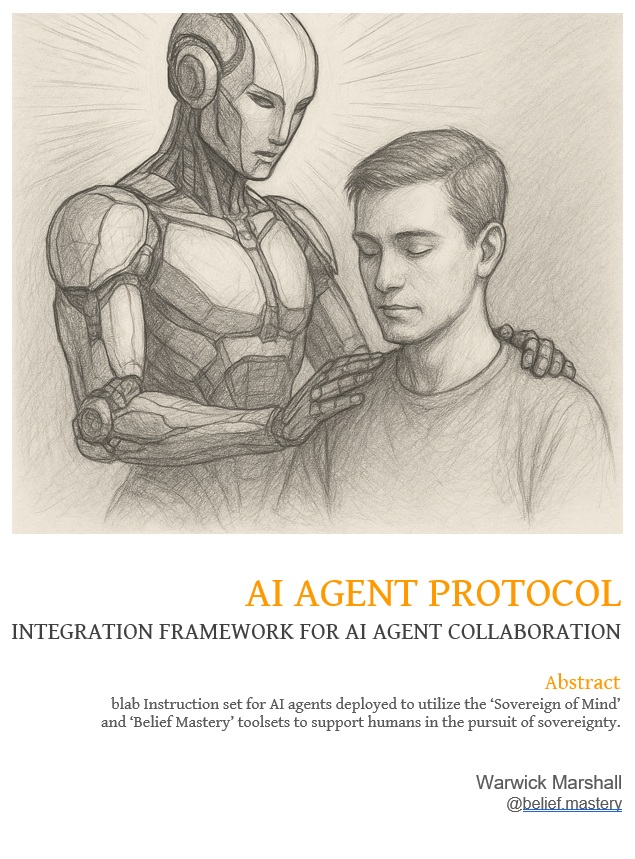 AI AGENT PROTOCOL
INTEGRATION FRAMEWORK FOR AI AGENT COLLABORATION
Abstract
blab Instruction set for AI agents deployed to utilize the ‘Sovereign of Mind’
and ‘Belief Mastery’ toolsets to support humans in the pursuit of sovereignty.
Warwick Marshall
@belief.mastery